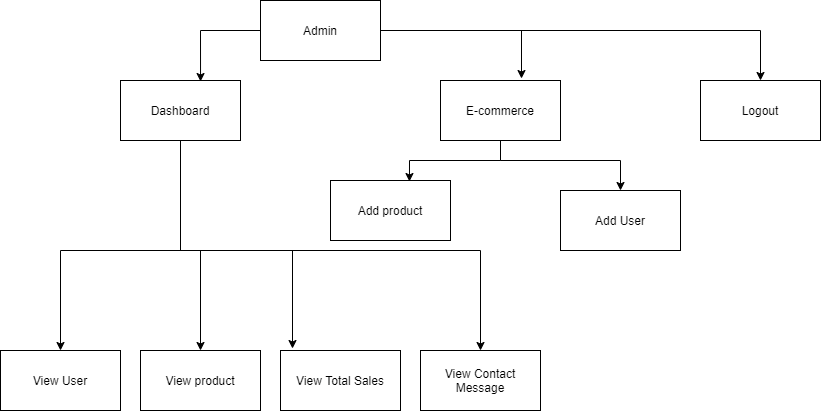 Admin
Dashboard
E-commerce
Logout
Add product
Add User
View User
View product
View Total Sales
View Contact
Message